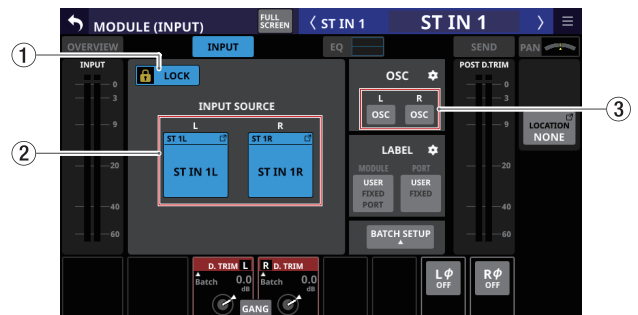 MODULE (INPUT)
FULL
SCREEN
ST IN 1
ST IN 1
OVERVIEW
INPUT
EQ
SEND
PAN
1
INPUT
0
3
9
20
40
60
LOCK
INPUT SOURCE
L
R
2
ST 1L
ST 1R
ST IN 1L
ST IN 1R
OSC
L
R
OSC
OSC
3
LABEL
MODULE
PORT
USER
FIXED
PORT
USER
FIXED
BATCH SETUP
POST D.TRIM
0
3
9
20
40
60
LOCATION
NONE
D. TRIM L
R D. TRIM
Batch
0.0
dB
Batch
0.0
dB
GANG
LØ
OFF
RØ
OFF